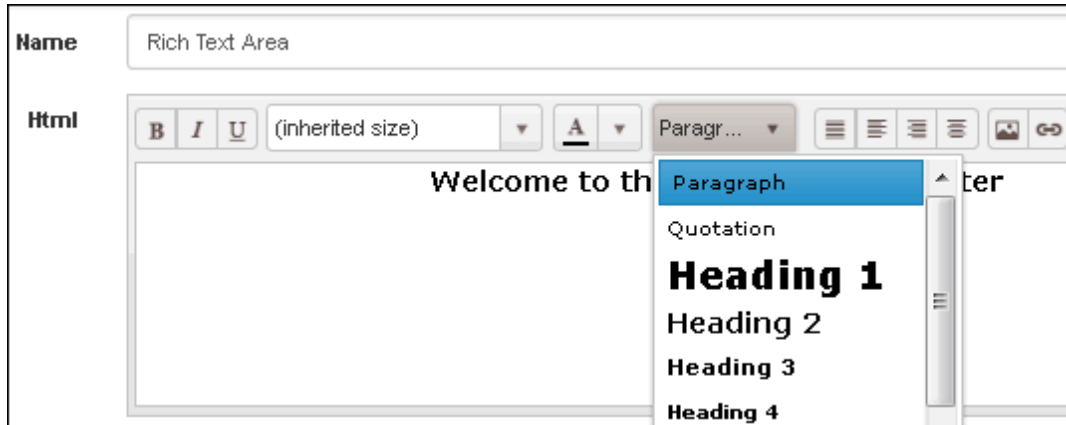 Name Rich Text Area
Html B I U (inherited size) A Paragr...
Welcome to th ter
Paragraph
Quotation
Heading 1
Heading 2
Heading 3
Heading 4